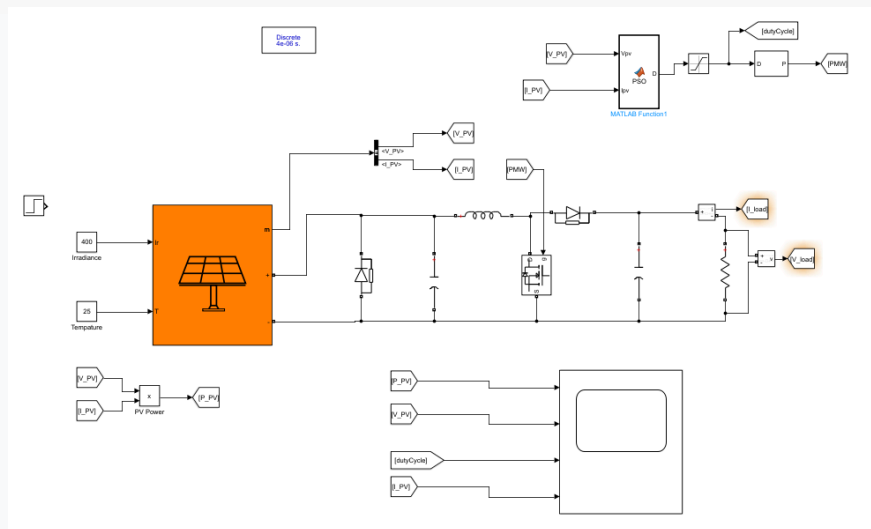 Discrete
4e-06 s.
[V_PV]
[I_PV]
Vpv
Ipv
D
PSO
MATLAB Function1
[dutyCycle]
D
P
[PMW]
<V_PV>
<I_PV>
[V_PV]
[I_PV]
[PMW]
400
Irradiance
25
Tempature
Ir
T
m
+
-
g
D
S
+
-
i
[I_load]
+
-
v
[V_load]
[V_PV]
[I_PV]
x
PV Power
[P_PV]
[P_PV]
[V_PV]
[dutyCycle]
[I_PV]